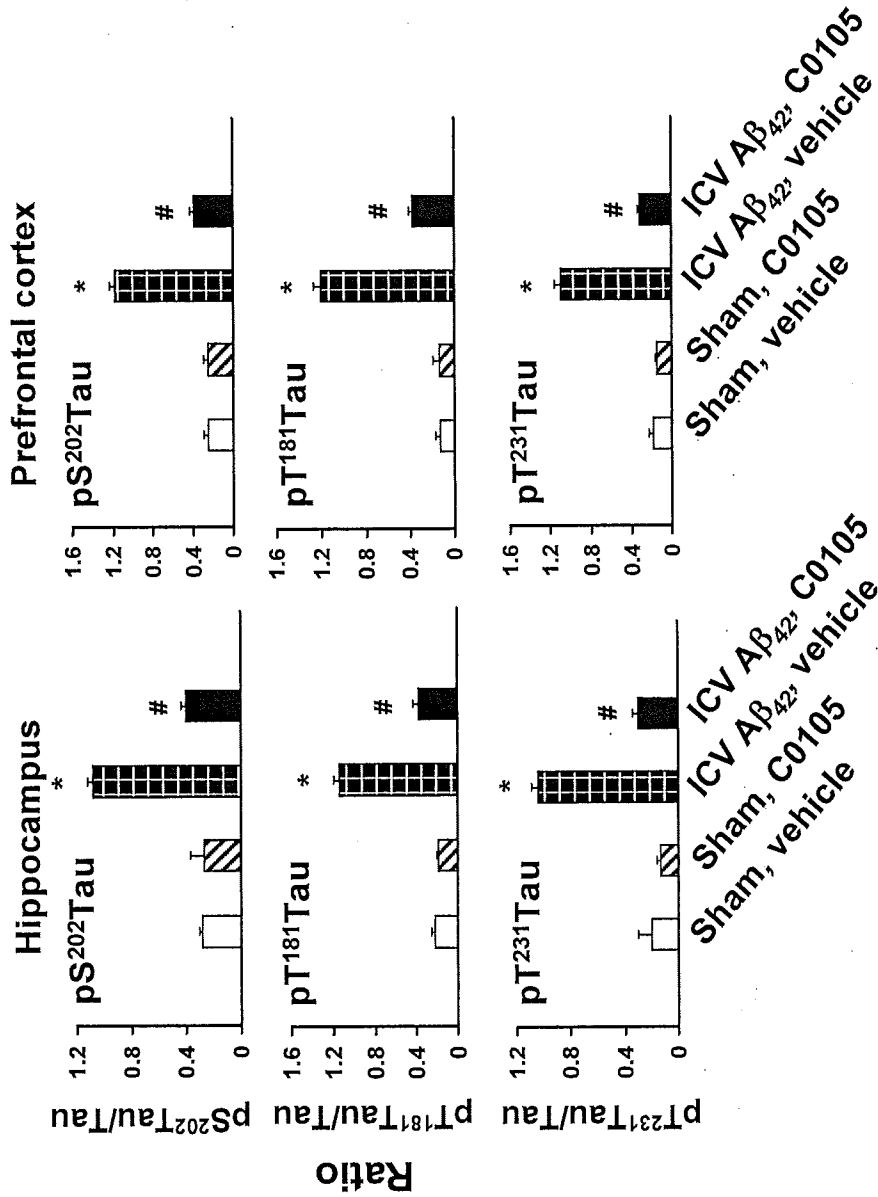 Hippocampus
Prefrontal cortex
Ratio
pS²⁰²Tau/Tau
1.2
0.8
0.4
0
pS²⁰²Tau
*
#
1.6
1.2
0.8
0.4
0
pS²⁰²Tau
*
#
pT¹⁸¹Tau/Tau
1.6
1.2
0.8
0.4
0
pT¹⁸¹Tau
*
#
1.6
1.2
0.8
0.4
0
pT¹⁸¹Tau
*
#
pT²³¹Tau/Tau
1.2
0.8
0.4
0
pT²³¹Tau
*
#
1.6
1.2
0.8
0.4
0
pT²³¹Tau
*
#
Sham, vehicle
Sham, C0105
ICV Aβ₄₂, vehicle
ICV Aβ₄₂, C0105
Sham, vehicle
Sham, C0105
ICV Aβ₄₂, vehicle
ICV Aβ₄₂, C0105